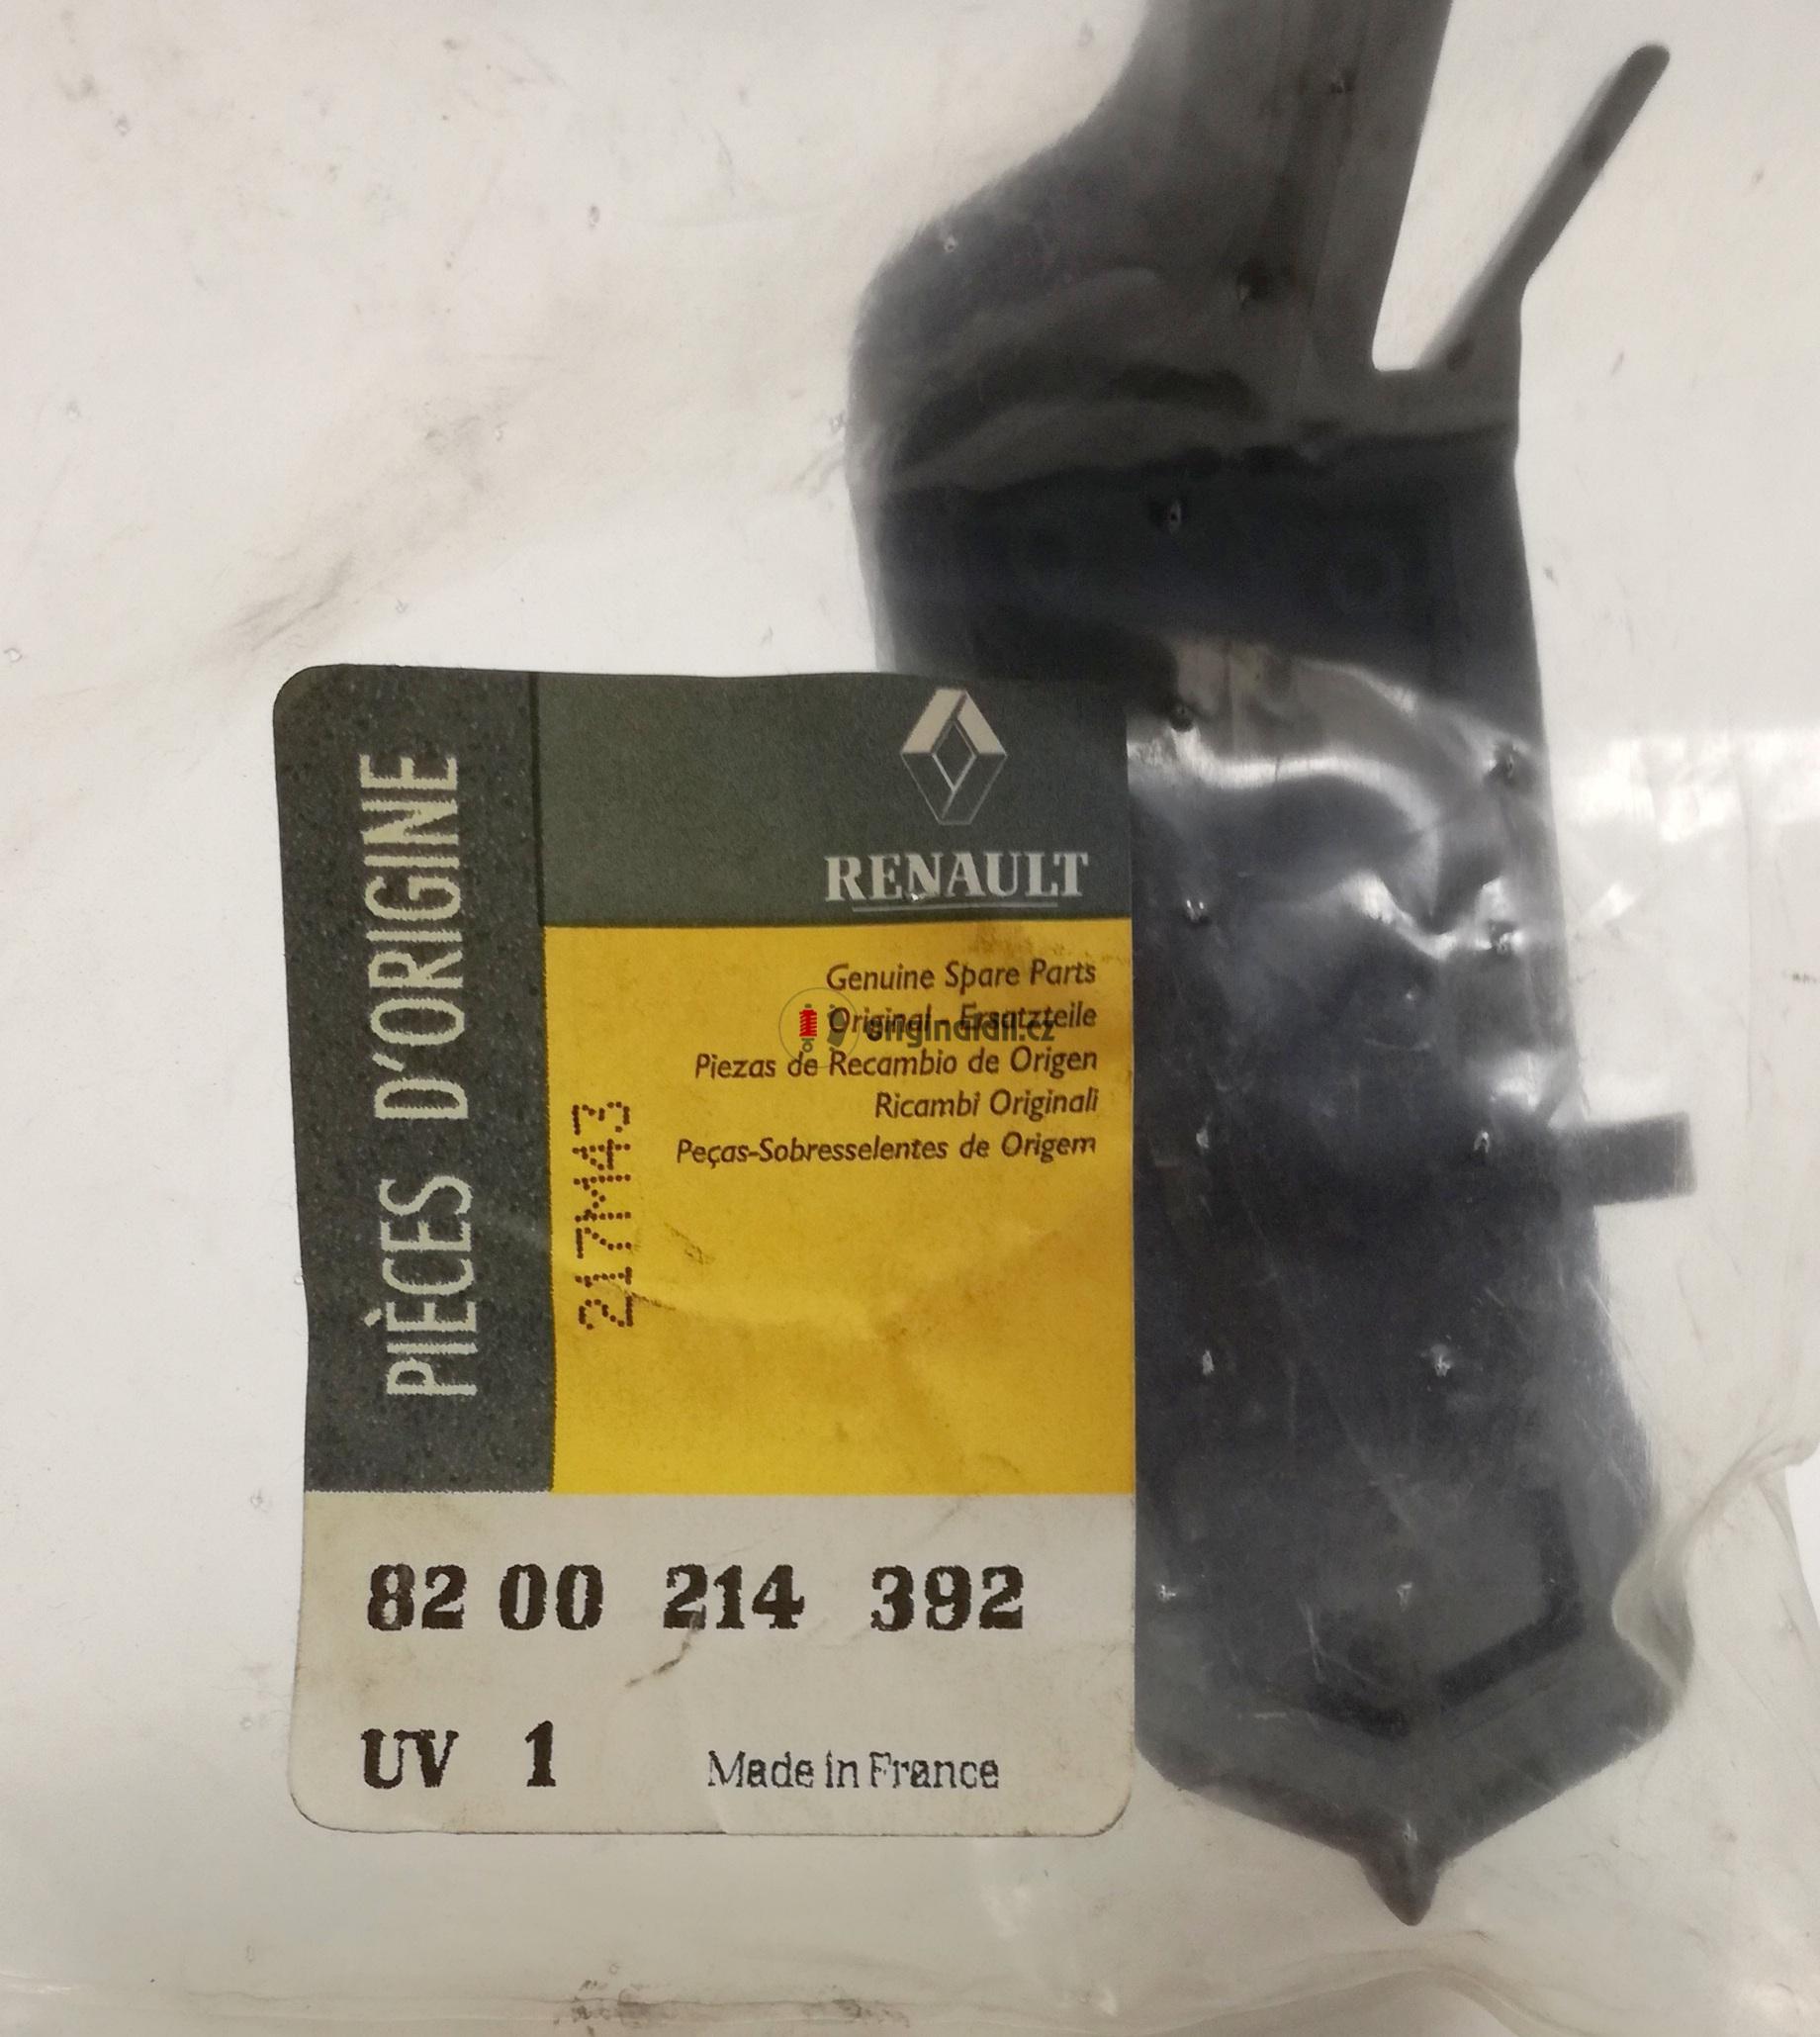 PIÈCES D'ORIGINE
RENAULT
Genuine Spare Parts
Original - Ersatzteile
originaldil.cz
Piezas de Recambio de Origen
Ricambi Originali
Peças-Sobresselentes de Origem
217M43
82 00 214 392
UV 1 Made in France